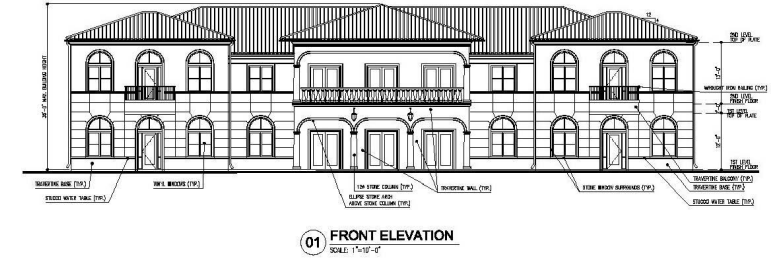 12
2ND LEVEL
TOP OF PLATE
WROUGHT IRON RAILING (TYP.)
2ND LEVEL
FINISH FLOOR
1ST LEVEL
TOP OF PLATE
1ST LEVEL
FINISH FLOOR
MAX. BUILDING HEIGHT
TRAVERTINE BASE (TYP.)
STUCCO WATER TABLE (TYP.)
VINYL WINDOWS (TYP.)
STONE COLUMN (TYP.)
ELLIPSE STONE ARCH
ABOVE STONE COLUMN (TYP.)
TRAVERTINE WALL (TYP.)
STONE WINDOW SURROUNDS (TYP.)
TRAVERTINE BALCONY (TYP.)
TRAVERTINE BASE (TYP.)
STUCCO WATER TABLE (TYP.)
01 FRONT ELEVATION
SCALE: 1"=10'-0"